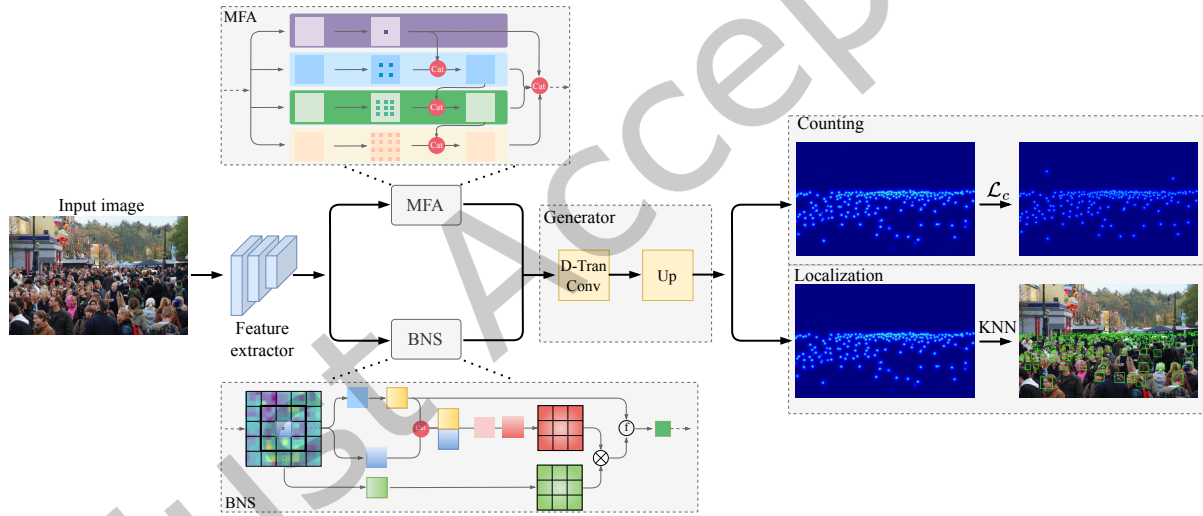 MFA
Cat
Cat
Cat
Cat
Input image
Feature
extractor
MFA
BNS
Generator
D-Tran
Conv
Up
Counting
ℒc
Localization
KNN
x
Cat
f
BNS
Just Accep